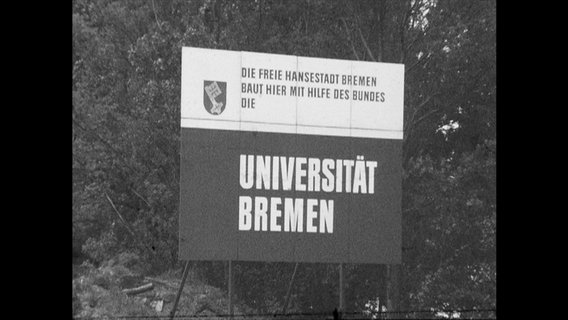 DIE FREIE HANSESTADT BREMEN
BAUT HIER MIT HILFE DES BUNDES
DIE
UNIVERSITÄT
BREMEN